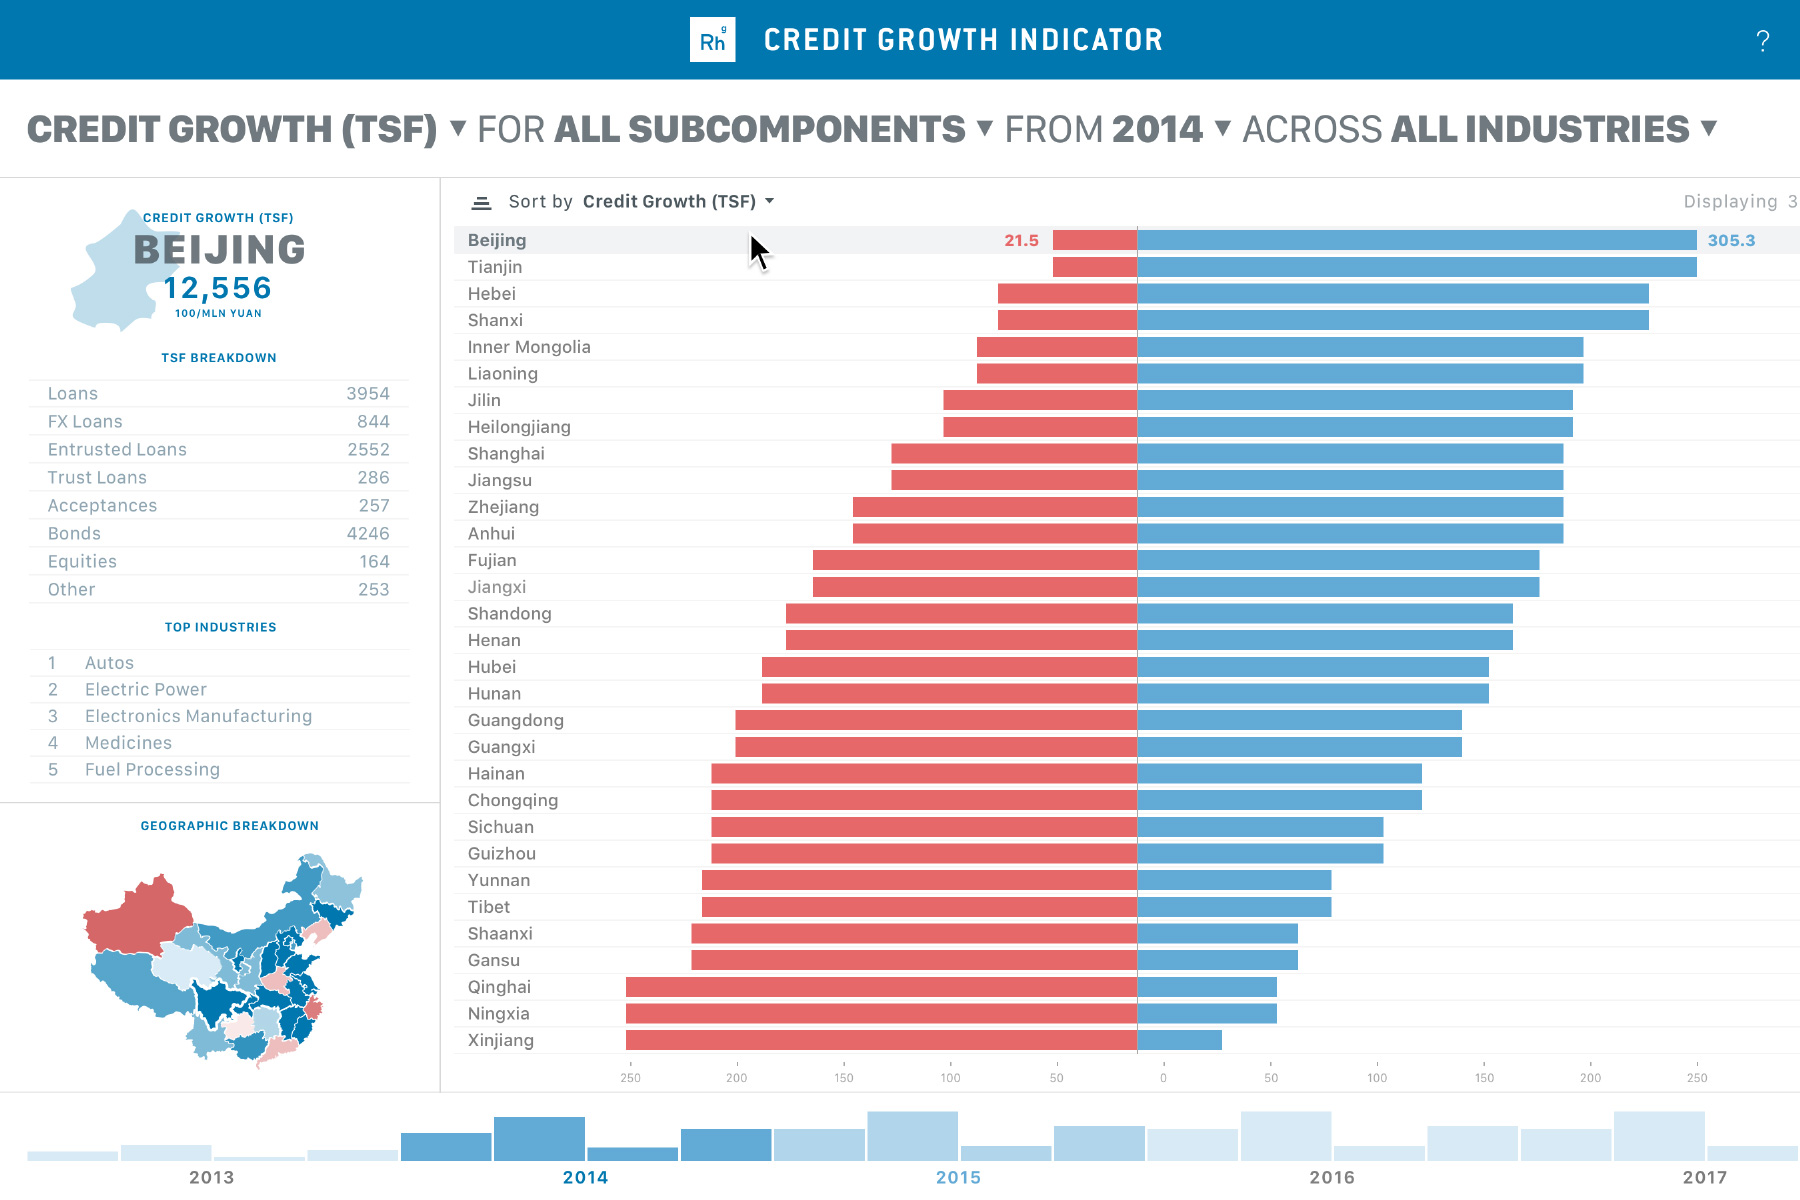 Rh g CREDIT GROWTH INDICATOR ?
CREDIT GROWTH (TSF) ▼ FOR ALL SUBCOMPONENTS ▼ FROM 2014 ▼ ACROSS ALL INDUSTRIES ▼
CREDIT GROWTH (TSF)
BEIJING
12,556
100/MLN YUAN
TSF BREAKDOWN
Loans 3954
FX Loans 844
Entrusted Loans 2552
Trust Loans 286
Acceptances 257
Bonds 4246
Equities 164
Other 253
TOP INDUSTRIES
1 Autos
2 Electric Power
3 Electronics Manufacturing
4 Medicines
5 Fuel Processing
GEOGRAPHIC BREAKDOWN
Sort by Credit Growth (TSF) ▼ Displaying 3
Beijing 21.5 305.3
Tianjin
Hebei
Shanxi
Inner Mongolia
Liaoning
Jilin
Heilongjiang
Shanghai
Jiangsu
Zhejiang
Anhui
Fujian
Jiangxi
Shandong
Henan
Hubei
Hunan
Guangdong
Guangxi
Hainan
Chongqing
Sichuan
Guizhou
Yunnan
Tibet
Shaanxi
Gansu
Qinghai
Ningxia
Xinjiang
250 200 150 100 50 0 50 100 150 200 250
2013 2014 2015 2016 2017